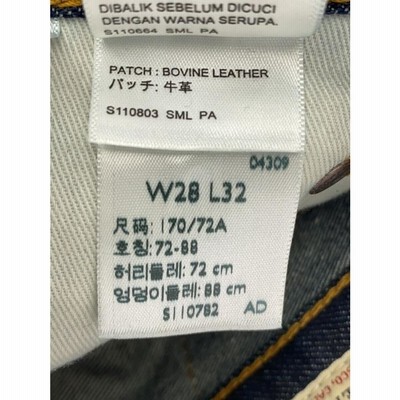 DIBALIK SEBELUM DICUCI
DENGAN WARNA SERUPA.
S110664 SML PA
PATCH : BOVINE LEATHER
パッチ: 牛革
S110803 SML PA
04309
W28 L32
尺码: 170/72A
호칭: 72-88
허리둘레: 72 cm
엉덩이둘레: 88 cm
S110782 AD